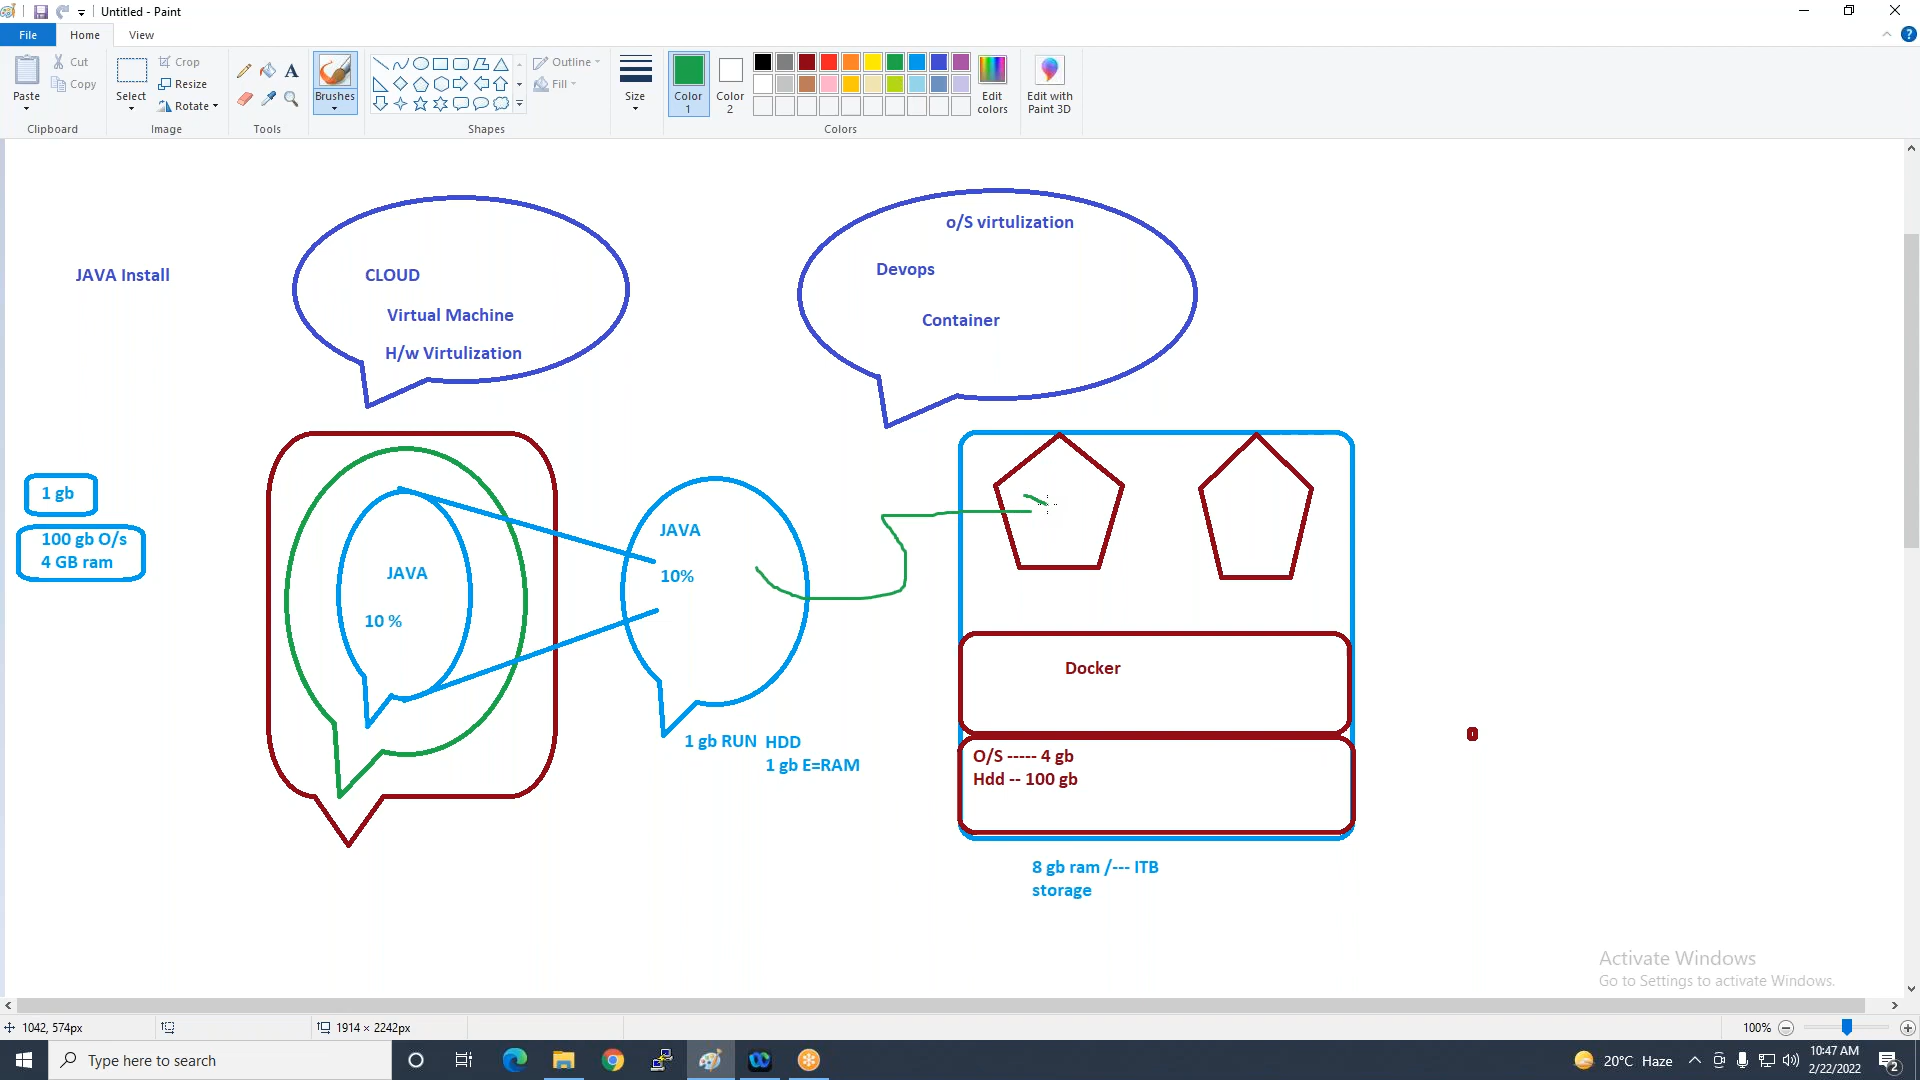 Untitled - Paint
File
Home
View
Paste
Cut
Copy
Clipboard
Select
Crop
Resize
Rotate
Image
Tools
Brushes
Outline
Fill
Shapes
Size
Color 1
Color 2
Edit colors
Edit with Paint 3D
Colors
JAVA Install
CLOUD
Virtual Machine
H/w Virtulization
o/S virtulization
Devops
Container
1 gb
100 gb O/s
4 GB ram
JAVA
10 %
JAVA
10%
1 gb RUN
HDD
1 gb E=RAM
Docker
O/S ----- 4 gb
Hdd -- 100 gb
8 gb ram /--- ITB
storage
Activate Windows
Go to Settings to activate Windows.
1042, 574px
1914 × 2242px
100%
Type here to search
20°C Haze
10:47 AM
2/22/2022
2